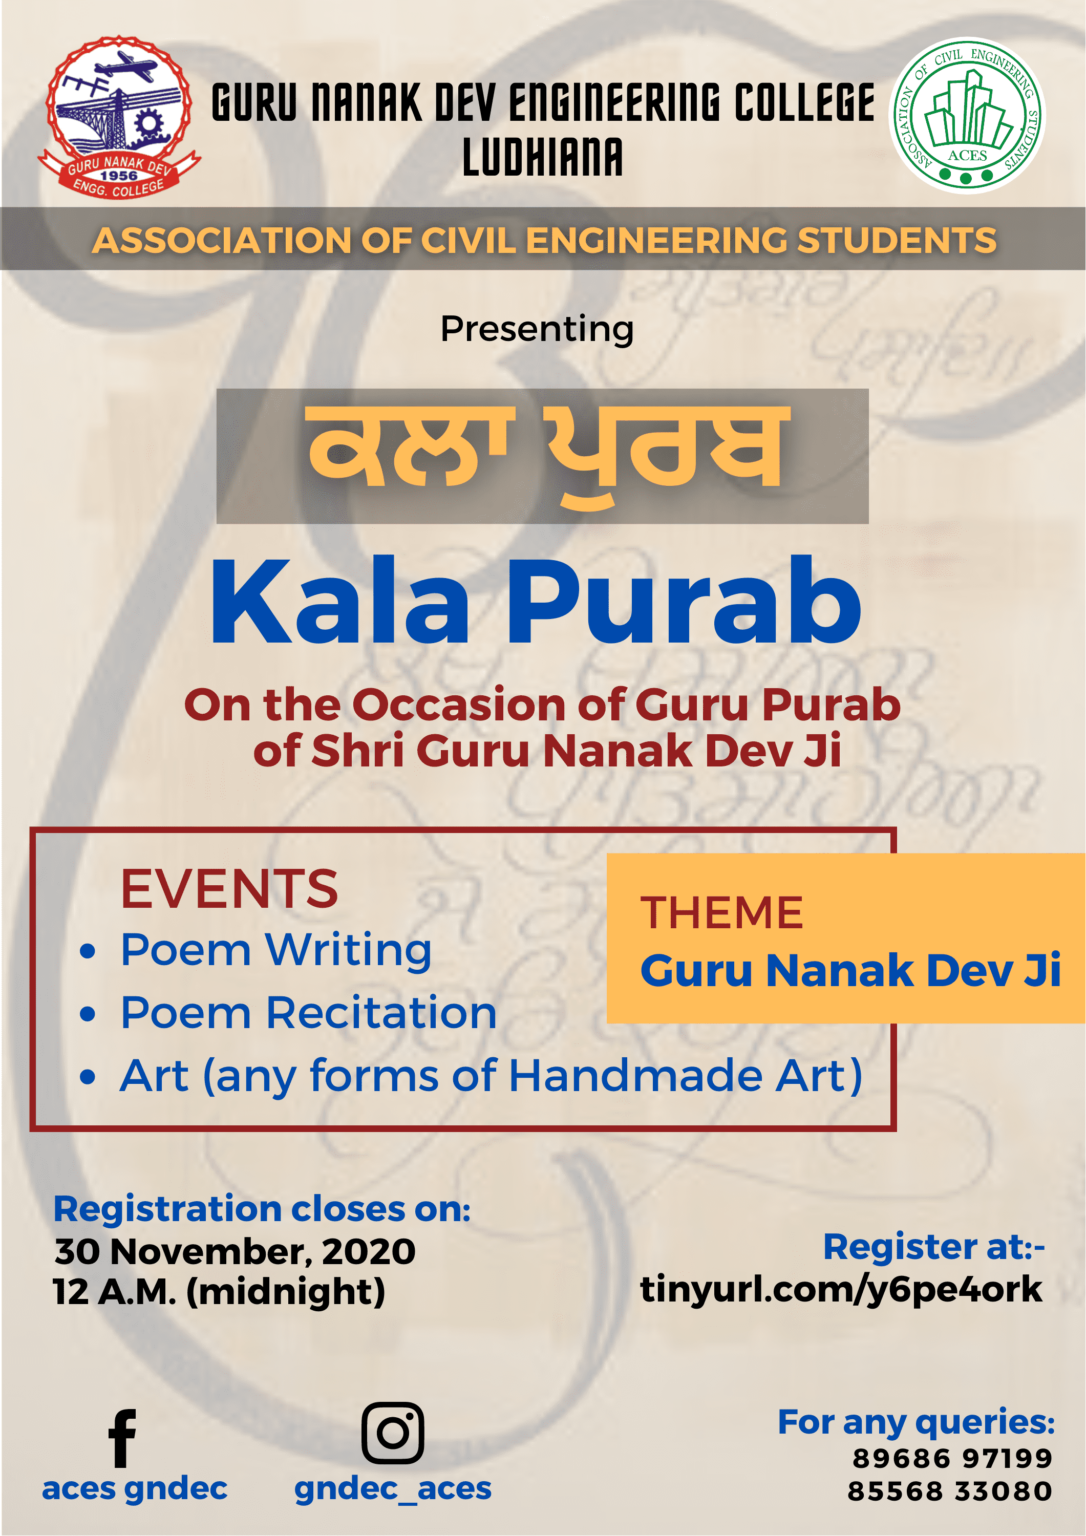 GURU NANAK DEV ENGINEERING COLLEGE
LUDHIANA
GURU NANAK DEV
1956
ENGG. COLLEGE
ASSOCIATION OF CIVIL ENGINEERING STUDENTS
ACES
ASSOCIATION OF CIVIL ENGINEERING STUDENTS
Presenting
ਕਲਾ ਪੁਰਬ
Kala Purab
On the Occasion of Guru Purab
of Shri Guru Nanak Dev Ji
EVENTS
• Poem Writing
• Poem Recitation
• Art (any forms of Handmade Art)
THEME
Guru Nanak Dev Ji
Registration closes on:
30 November, 2020
12 A.M. (midnight)
Register at:-
tinyurl.com/y6pe4ork
aces gndec
gndec_aces
For any queries:
89686 97199
85568 33080